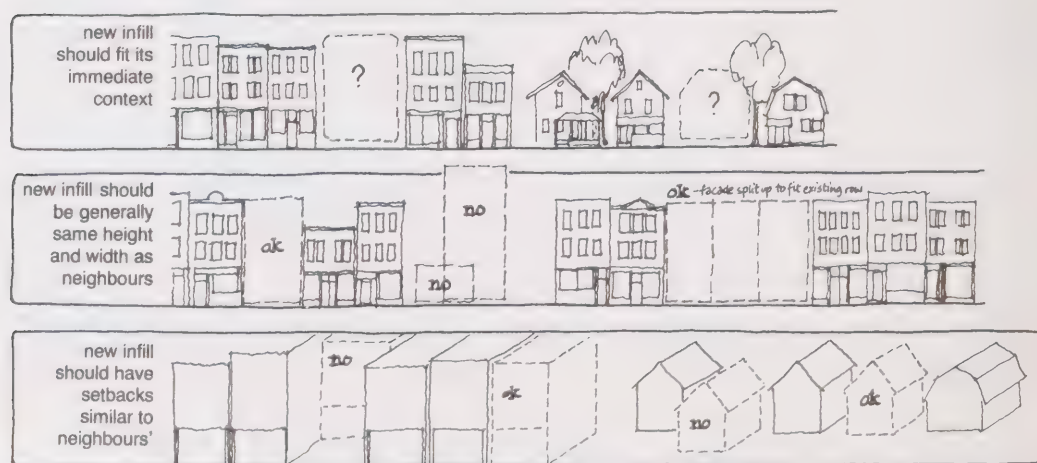 new infill
should fit its
immediate
context
?
?
new infill should
be generally
same height
and width as
neighbours
ok
no
no
ok - facade split up to fit existing row
new infill
should have
setbacks
similar to
neighbours'
no
ok
no
ok